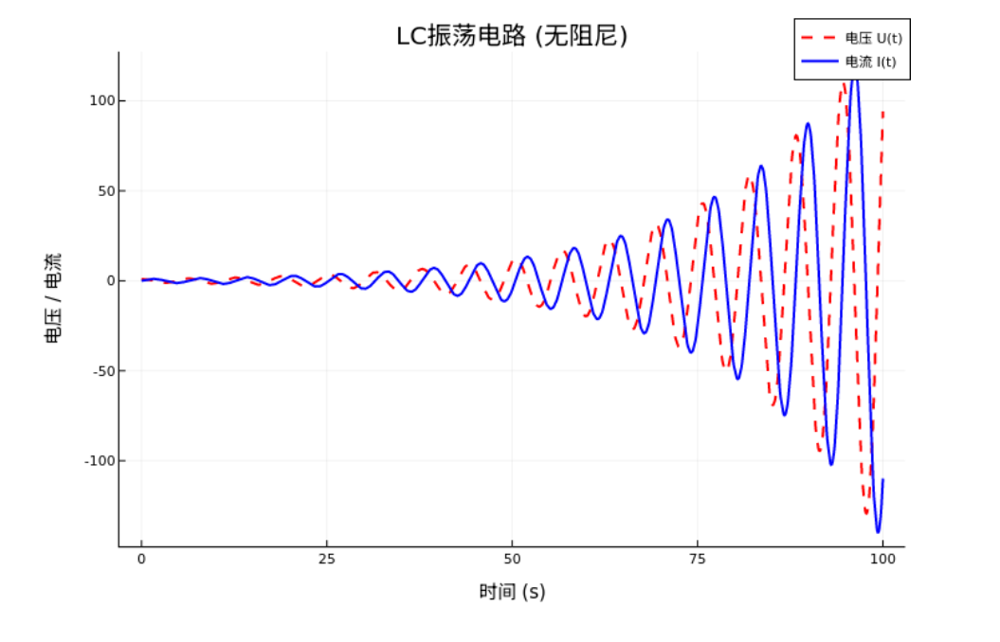 LC振荡电路 (无阻尼)
电压 U(t)
电流 I(t)
100
50
0
-50
-100
电压 / 电流
0
25
50
75
100
时间 (s)